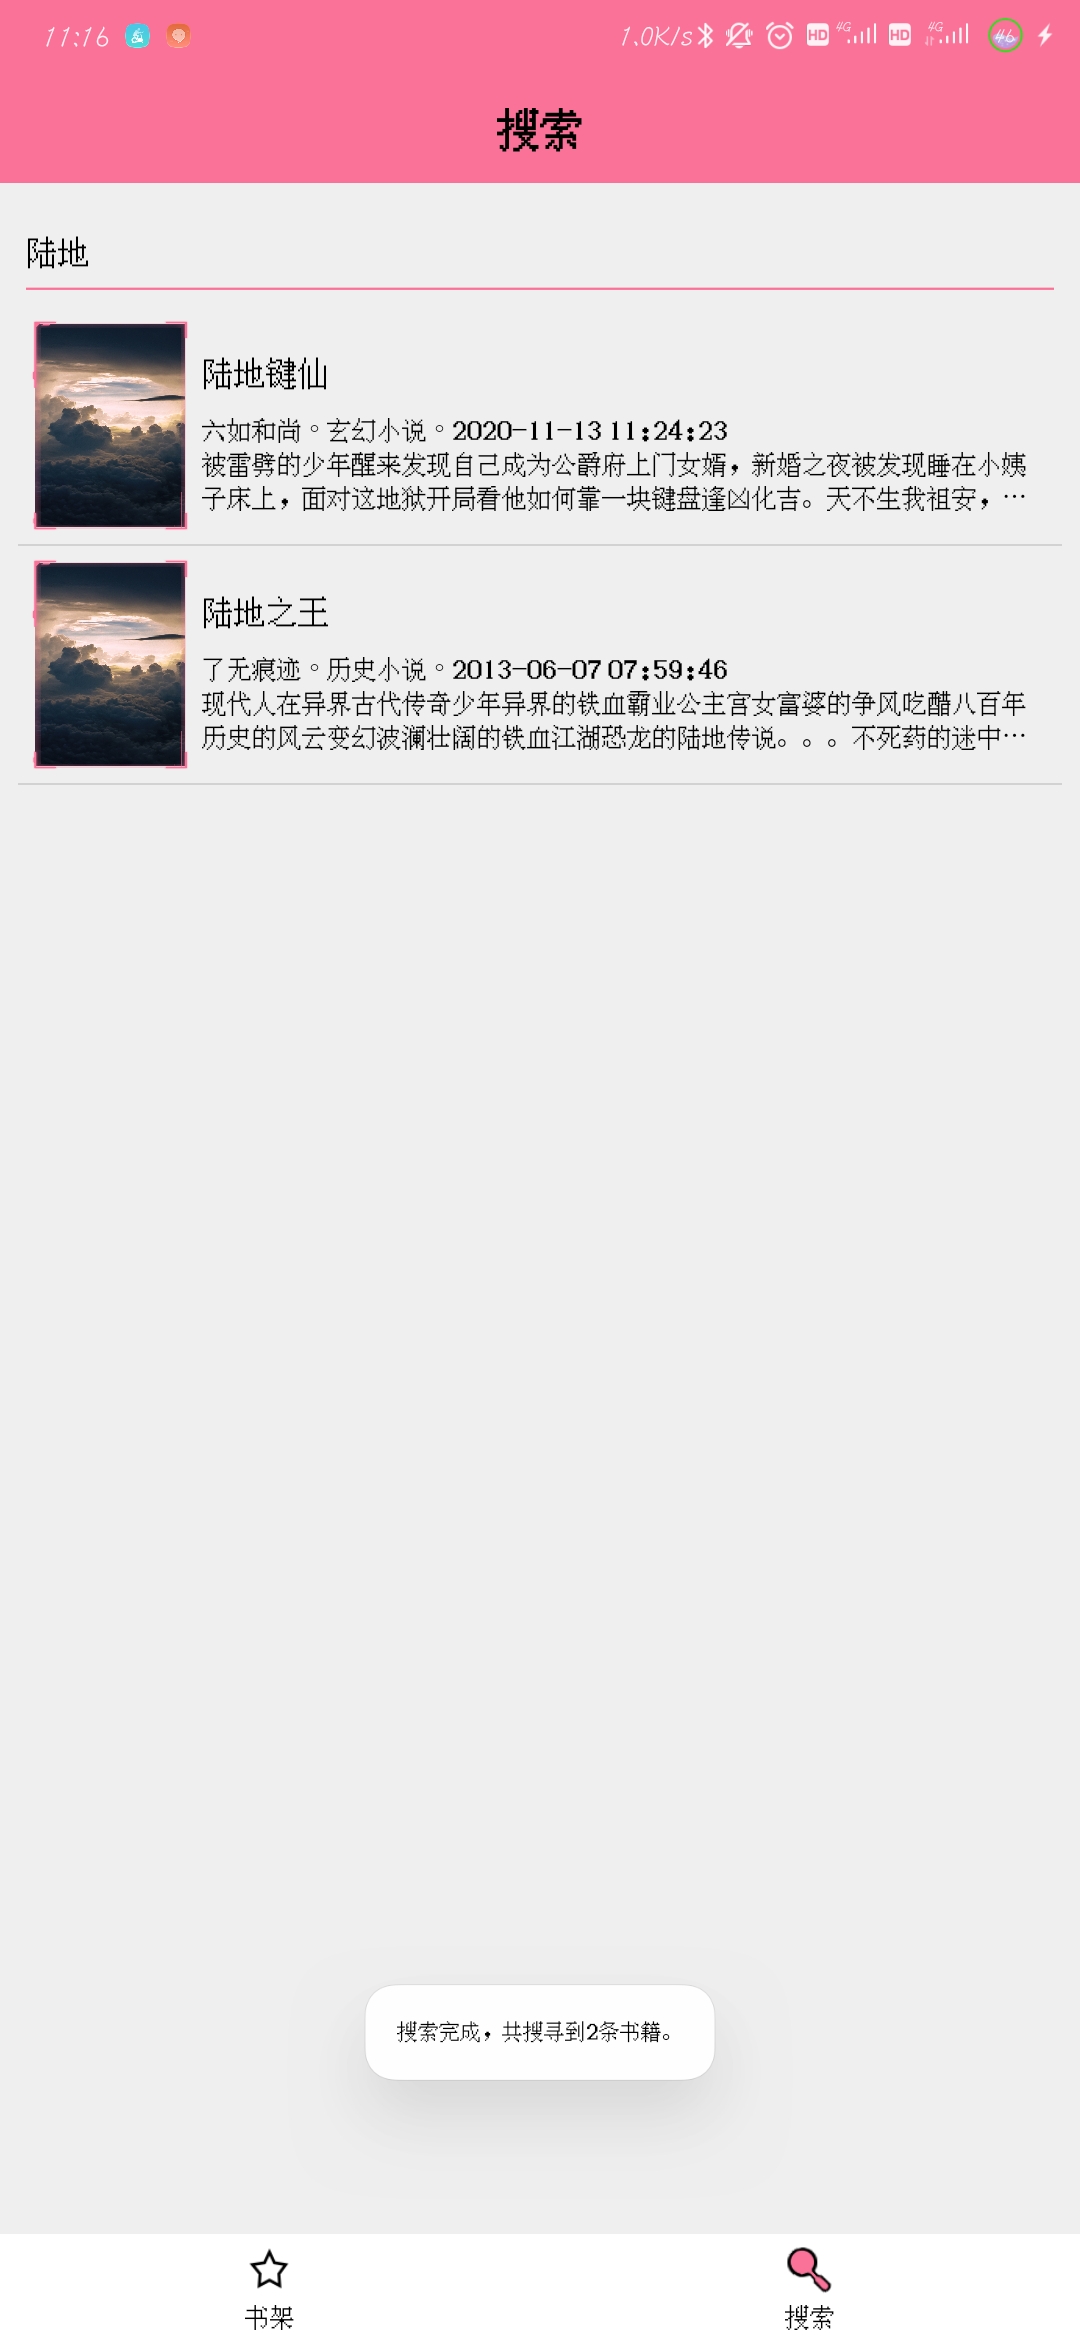 11:16
1.0K/s HD 4G HD 4G 46
搜索
陆地
陆地键仙
六如和尚。玄幻小说。2020-11-13 11:24:23
被雷劈的少年醒来发现自己成为公爵府上门女婿，新婚之夜被发现睡在小姨
子床上，面对这地狱开局看他如何靠一块键盘逢凶化吉。天不生我祖安，…
陆地之王
了无痕迹。历史小说。2013-06-07 07:59:46
现代人在异界古代传奇少年异界的铁血霸业公主宫女富婆的争风吃醋八百年
历史的风云变幻波澜壮阔的铁血江湖恐龙的陆地传说。。。不死药的迷中…
搜索完成，共搜寻到2条书籍。
书架
搜索